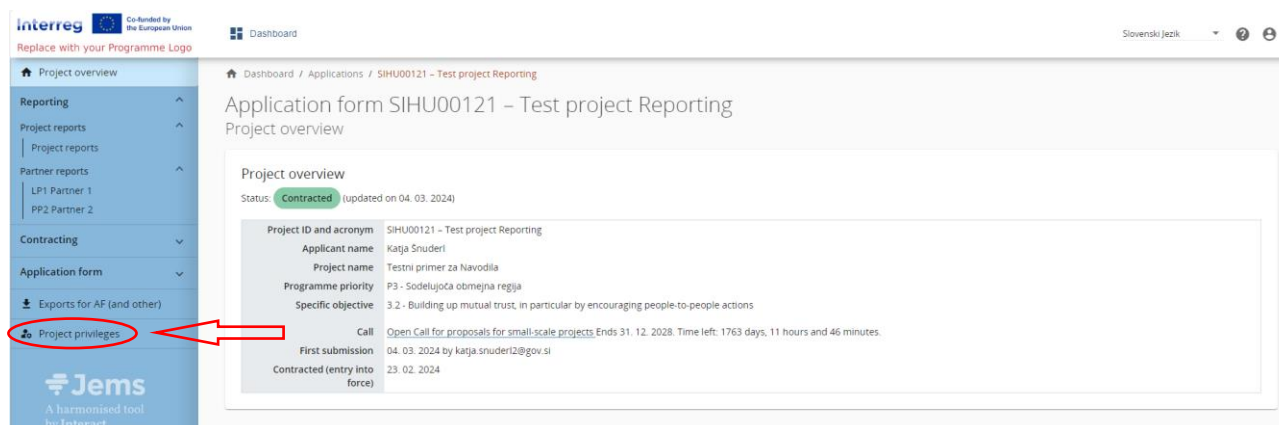 Interreg
Co-funded by
the European Union
Replace with your Programme Logo
Dashboard
Slovenski Jezik
Project overview
Reporting
Project reports
Project reports
Partner reports
LP1 Partner 1
PP2 Partner 2
Contracting
Application form
Exports for AF (and other)
Project privileges
Jems
A harmonised tool
by Interact
Dashboard / Applications / SIHU00121 – Test project Reporting
Application form SIHU00121 – Test project Reporting
Project overview
Project overview
Status: Contracted (updated on 04. 03. 2024)
Project ID and acronym SIHU00121 – Test project Reporting
Applicant name Katja Šnuderl
Project name Testni primer za Navodila
Programme priority P3 - Sodelujoča obmejna regija
Specific objective 3.2 - Building up mutual trust, in particular by encouraging people-to-people actions
Call Open Call for proposals for small-scale projects Ends 31. 12. 2028. Time left: 1763 days, 11 hours and 46 minutes.
First submission 04. 03. 2024 by katja.snuderl2@gov.si
Contracted (entry into
force) 23. 02. 2024